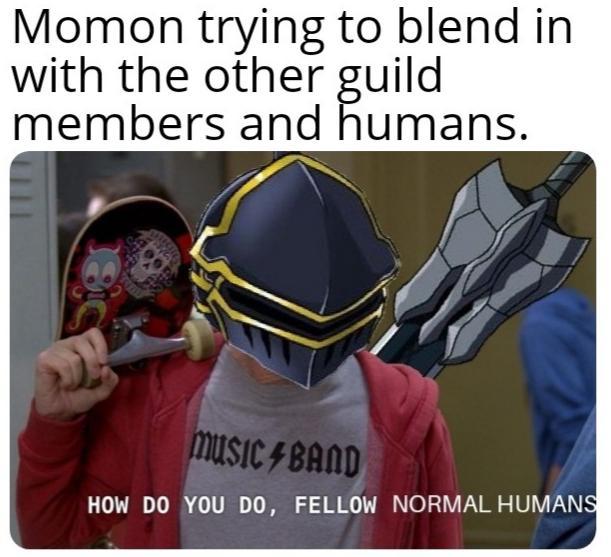 Momon trying to blend in
with the other guild
members and humans.
MUSIC⚡BAND
HOW DO YOU DO, FELLOW NORMAL HUMANS